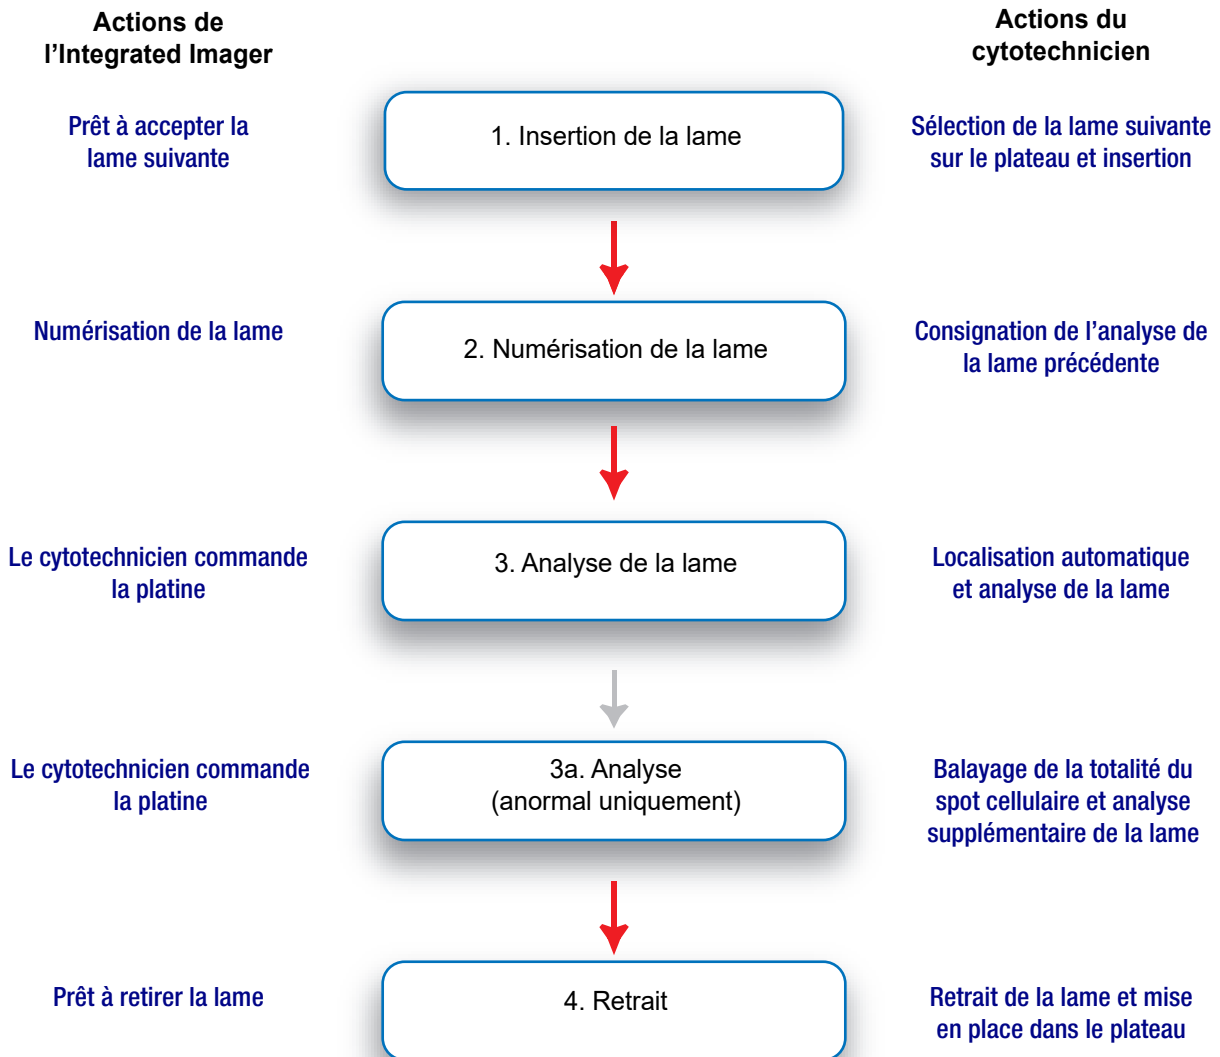 Actions de
l’Integrated Imager
Actions du
cytotechnicien
Prêt à accepter la
lame suivante
1. Insertion de la lame
Sélection de la lame suivante
sur le plateau et insertion
Numérisation de la lame
2. Numérisation de la lame
Consignation de l’analyse de
la lame précédente
Le cytotechnicien commande
la platine
3. Analyse de la lame
Localisation automatique
et analyse de la lame
Le cytotechnicien commande
la platine
3a. Analyse
(anormal uniquement)
Balayage de la totalité du
spot cellulaire et analyse
supplémentaire de la lame
Prêt à retirer la lame
4. Retrait
Retrait de la lame et mise
en place dans le plateau